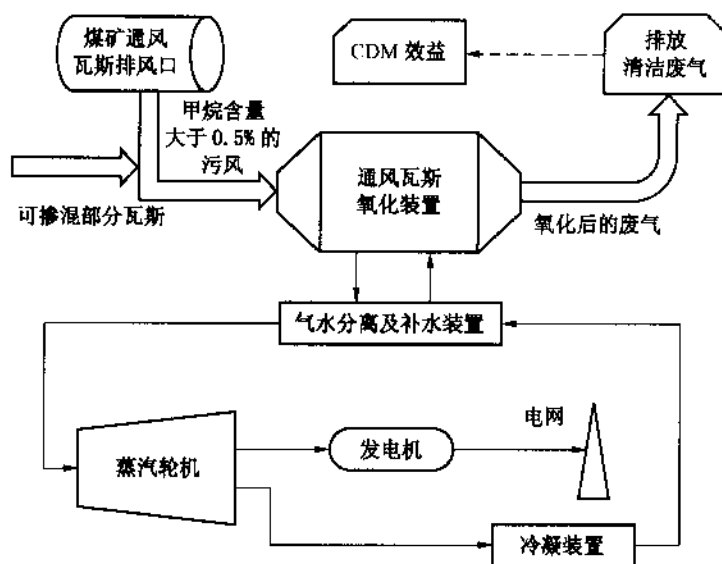 煤矿通风
瓦斯排风口
CDM 效益
排放
清洁废气
甲烷含量
大于 0.5% 的
污风
通风瓦斯
氧化装置
可掺混部分瓦斯
氧化后的废气
气水分离及补水装置
电网
蒸汽轮机
发电机
冷凝装置